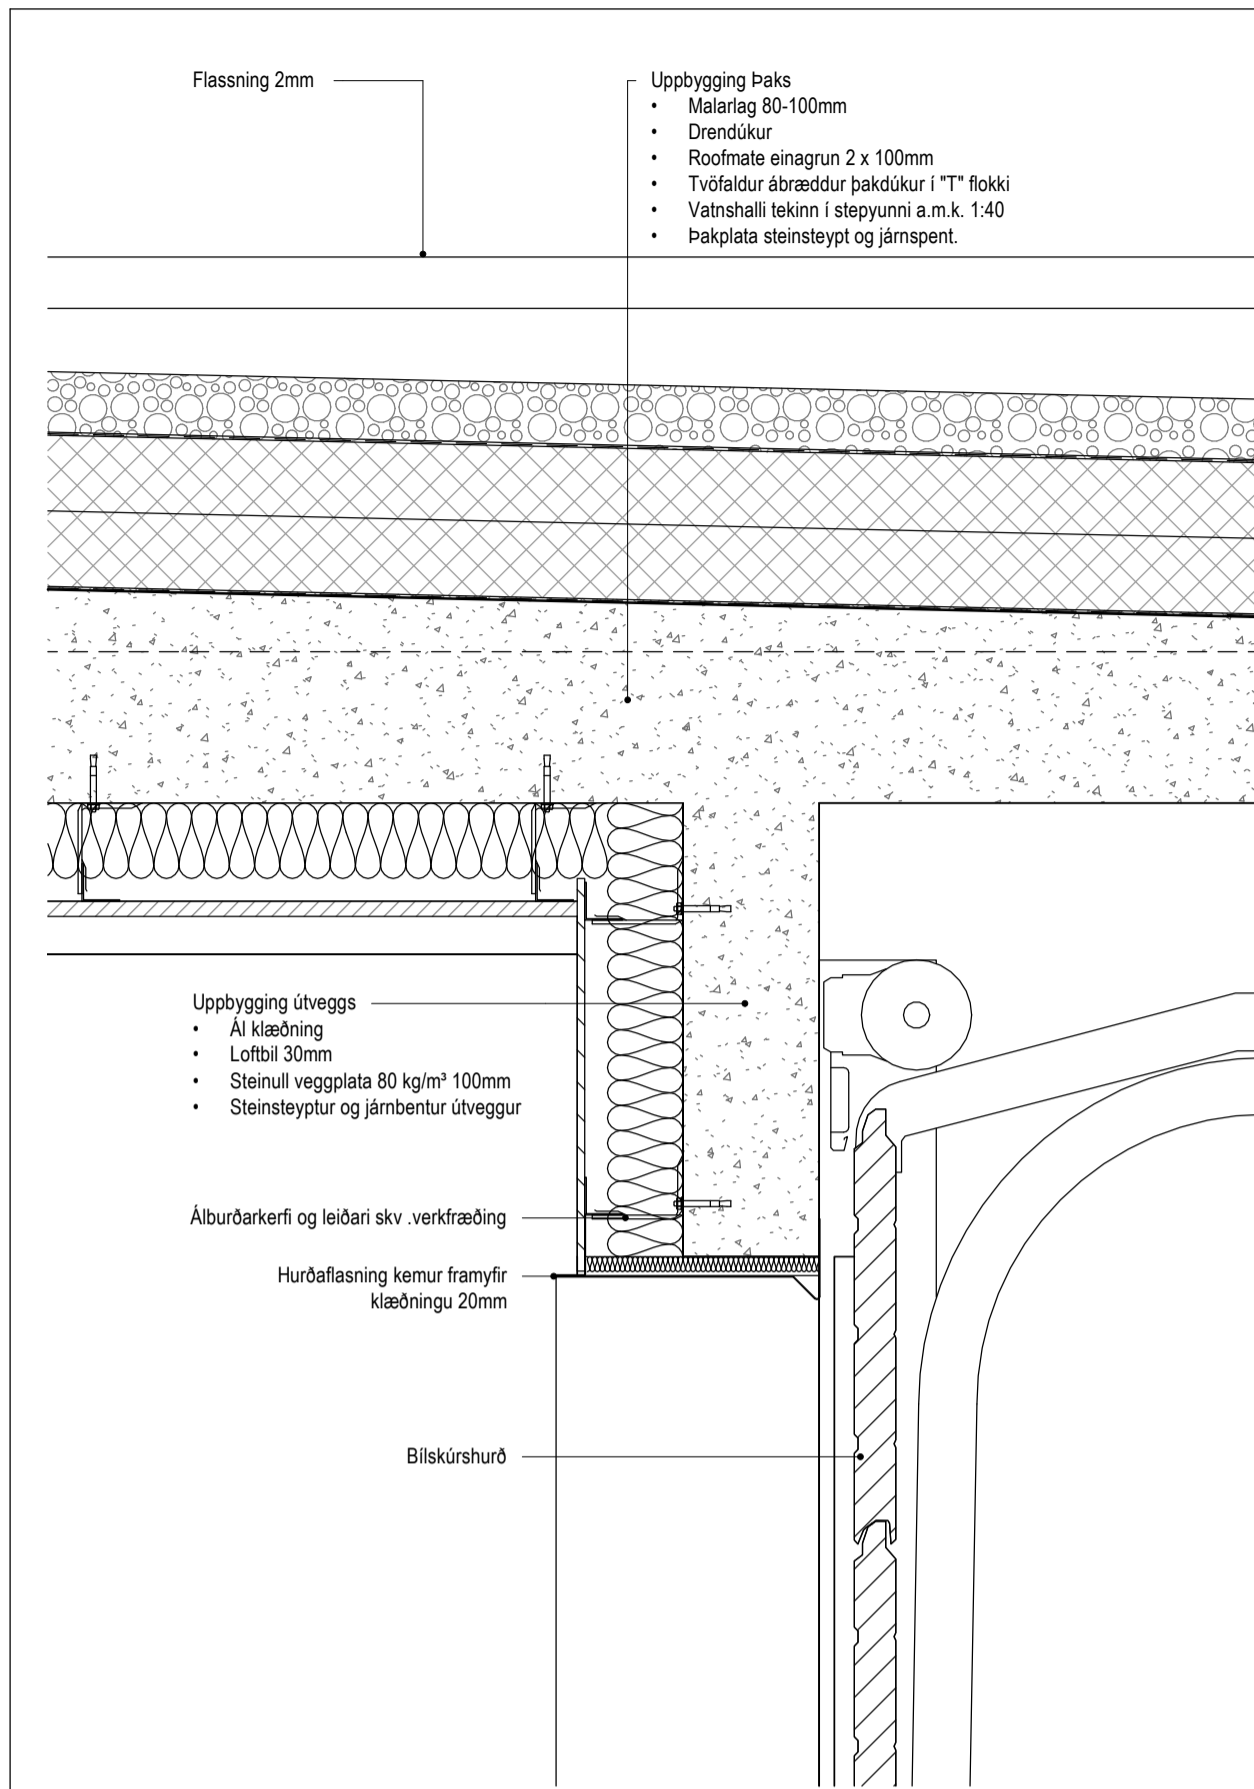 Flassning 2mm
Uppbygging Þaks
• Malarlag 80-100mm
• Drendúkur
• Roofmate einagrun 2 x 100mm
• Tvöfaldur ábræddur þakdúkur í "T" flokki
• Vatnshalli tekinn í stepyunni a.m.k. 1:40
• Þakplata steinsteypt og járnspent.
Uppbygging útveggs
• Ál klæðning
• Loftbil 30mm
• Steinull veggplata 80 kg/m³ 100mm
• Steinsteyptur og járnbentur útveggur
Álburðarkerfi og leiðari skv .verkfræðing
Hurðaflasning kemur framyfir
klæðningu 20mm
Bílskúrshurð